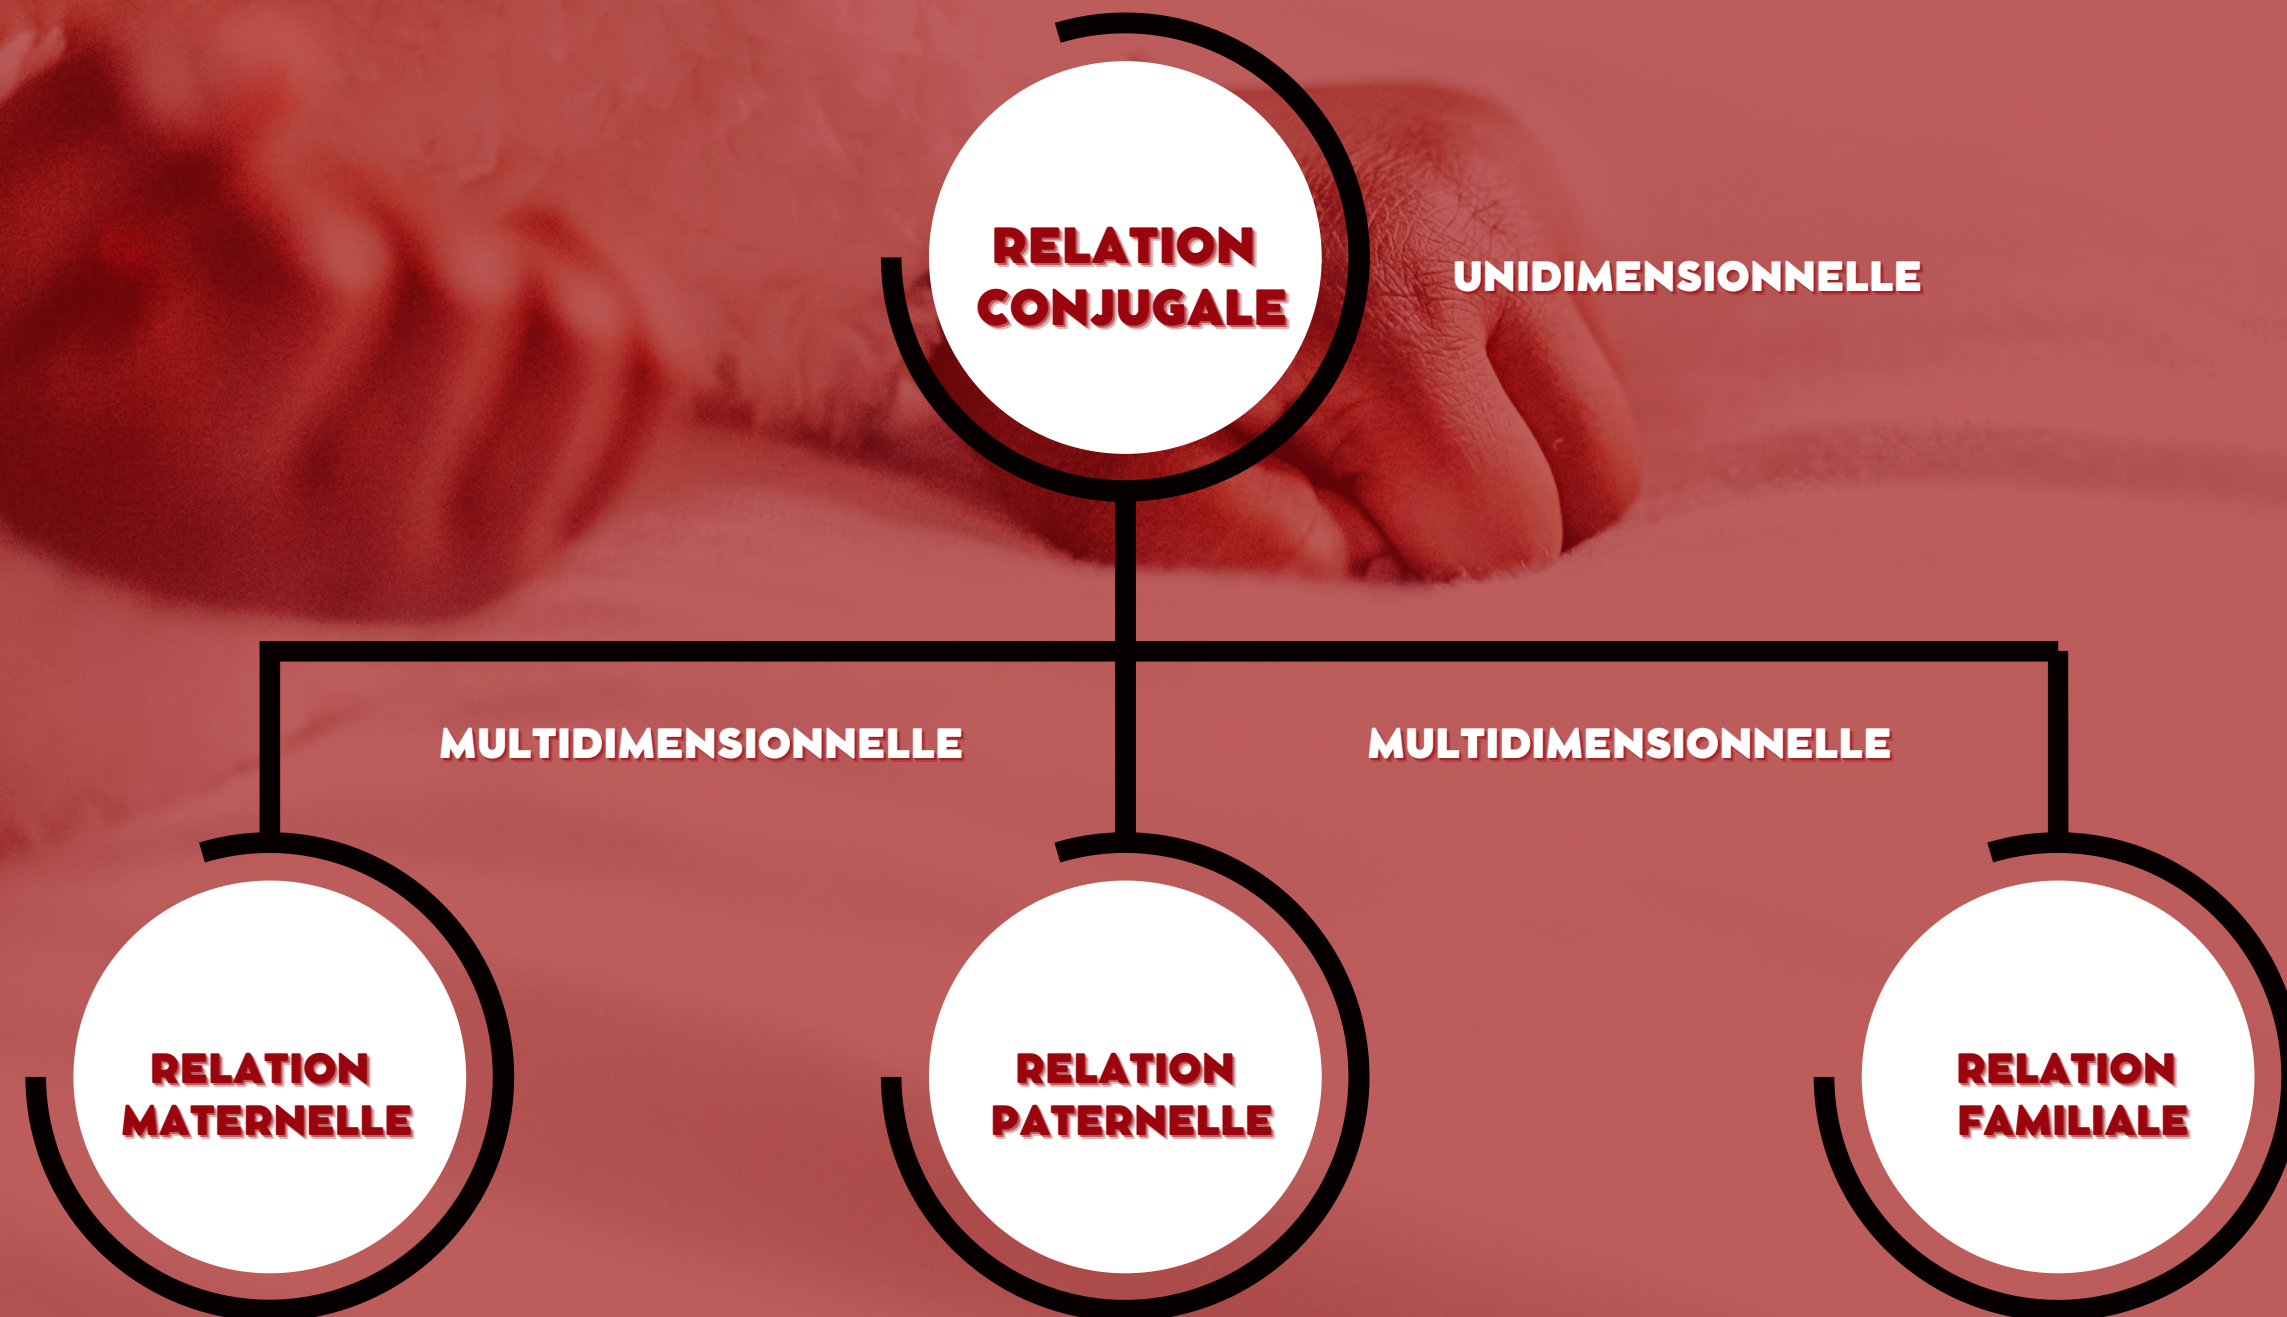 RELATION
CONJUGALE
UNIDIMENSIONNELLE
MULTIDIMENSIONNELLE
MULTIDIMENSIONNELLE
RELATION
MATERNELLE
RELATION
PATERNELLE
RELATION
FAMILIALE